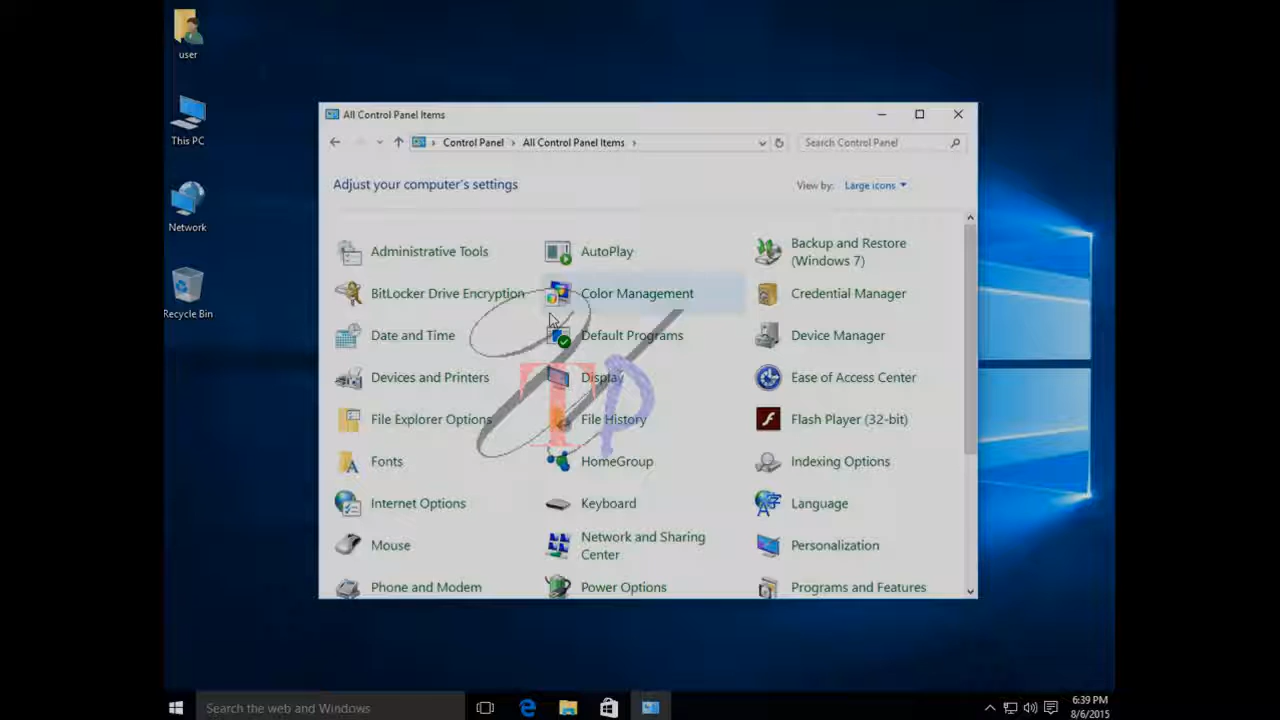 user
This PC
Network
Recycle Bin
All Control Panel Items
Control Panel
All Control Panel Items
Search Control Panel
Adjust your computer's settings
View by:
Large icons
Administrative Tools
AutoPlay
Backup and Restore
(Windows 7)
BitLocker Drive Encryption
Color Management
Credential Manager
Date and Time
Default Programs
Device Manager
Devices and Printers
Display
Ease of Access Center
File Explorer Options
File History
Flash Player (32-bit)
Fonts
HomeGroup
Indexing Options
Internet Options
Keyboard
Language
Mouse
Network and Sharing
Center
Personalization
Phone and Modem
Power Options
Programs and Features
TP
Search the web and Windows
6:39 PM
8/6/2015